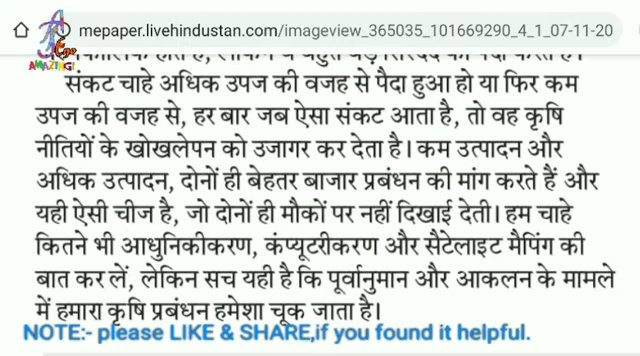 mepaper.livehindustan.com/imageview_365035_101669290_4_1_07-11-20
AMAZING!
संकट चाहे अधिक उपज की वजह से पैदा हुआ हो या फिर कम
उपज की वजह से, हर बार जब ऐसा संकट आता है, तो वह कृषि
नीतियों के खोखलेपन को उजागर कर देता है। कम उत्पादन और
अधिक उत्पादन, दोनों ही बेहतर बाजार प्रबंधन की मांग करते हैं और
यही ऐसी चीज है, जो दोनों ही मौकों पर नहीं दिखाई देती। हम चाहे
कितने भी आधुनिकीकरण, कंप्यूटरीकरण और सैटेलाइट मैपिंग की
बात कर लें, लेकिन सच यही है कि पूर्वानुमान और आकलन के मामले
में हमारा कृषि प्रबंधन हमेशा चूक जाता है।
NOTE:- please LIKE & SHARE,if you found it helpful.